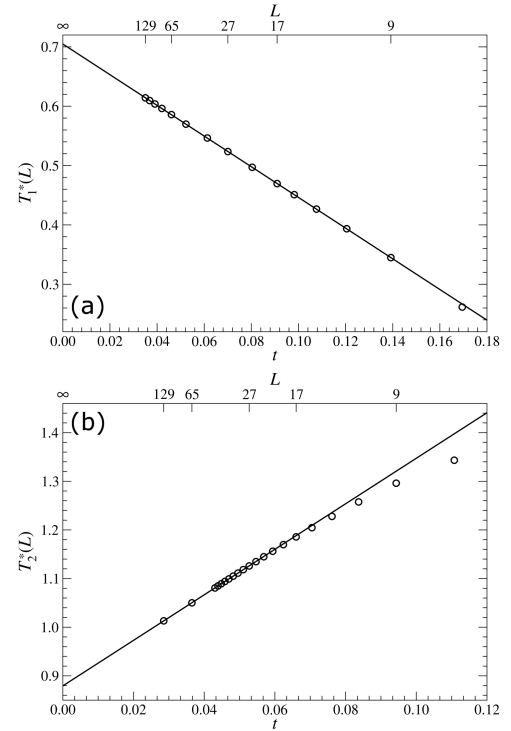 L
∞ 129 65 27 17 9
0.7
0.6
0.5
0.4
0.3
T₁*(L)
(a)
0.00 0.02 0.04 0.06 0.08 0.10 0.12 0.14 0.16 0.18
t
L
∞ 129 65 27 17 9
(b)
1.4
1.3
1.2
1.1
1.0
0.9
T₂*(L)
0.00 0.02 0.04 0.06 0.08 0.10 0.12
t